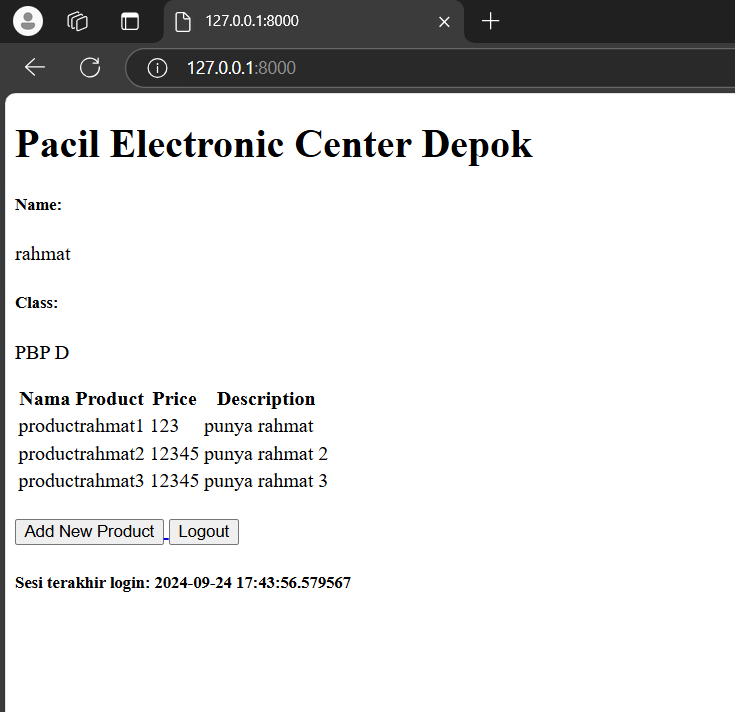 127.0.0.1:8000
127.0.0.1:8000
Pacil Electronic Center Depok
Name:
rahmat
Class:
PBP D
Nama Product Price Description
productrahmat1 123 punya rahmat
productrahmat2 12345 punya rahmat 2
productrahmat3 12345 punya rahmat 3
Add New Product Logout
Sesi terakhir login: 2024-09-24 17:43:56.579567